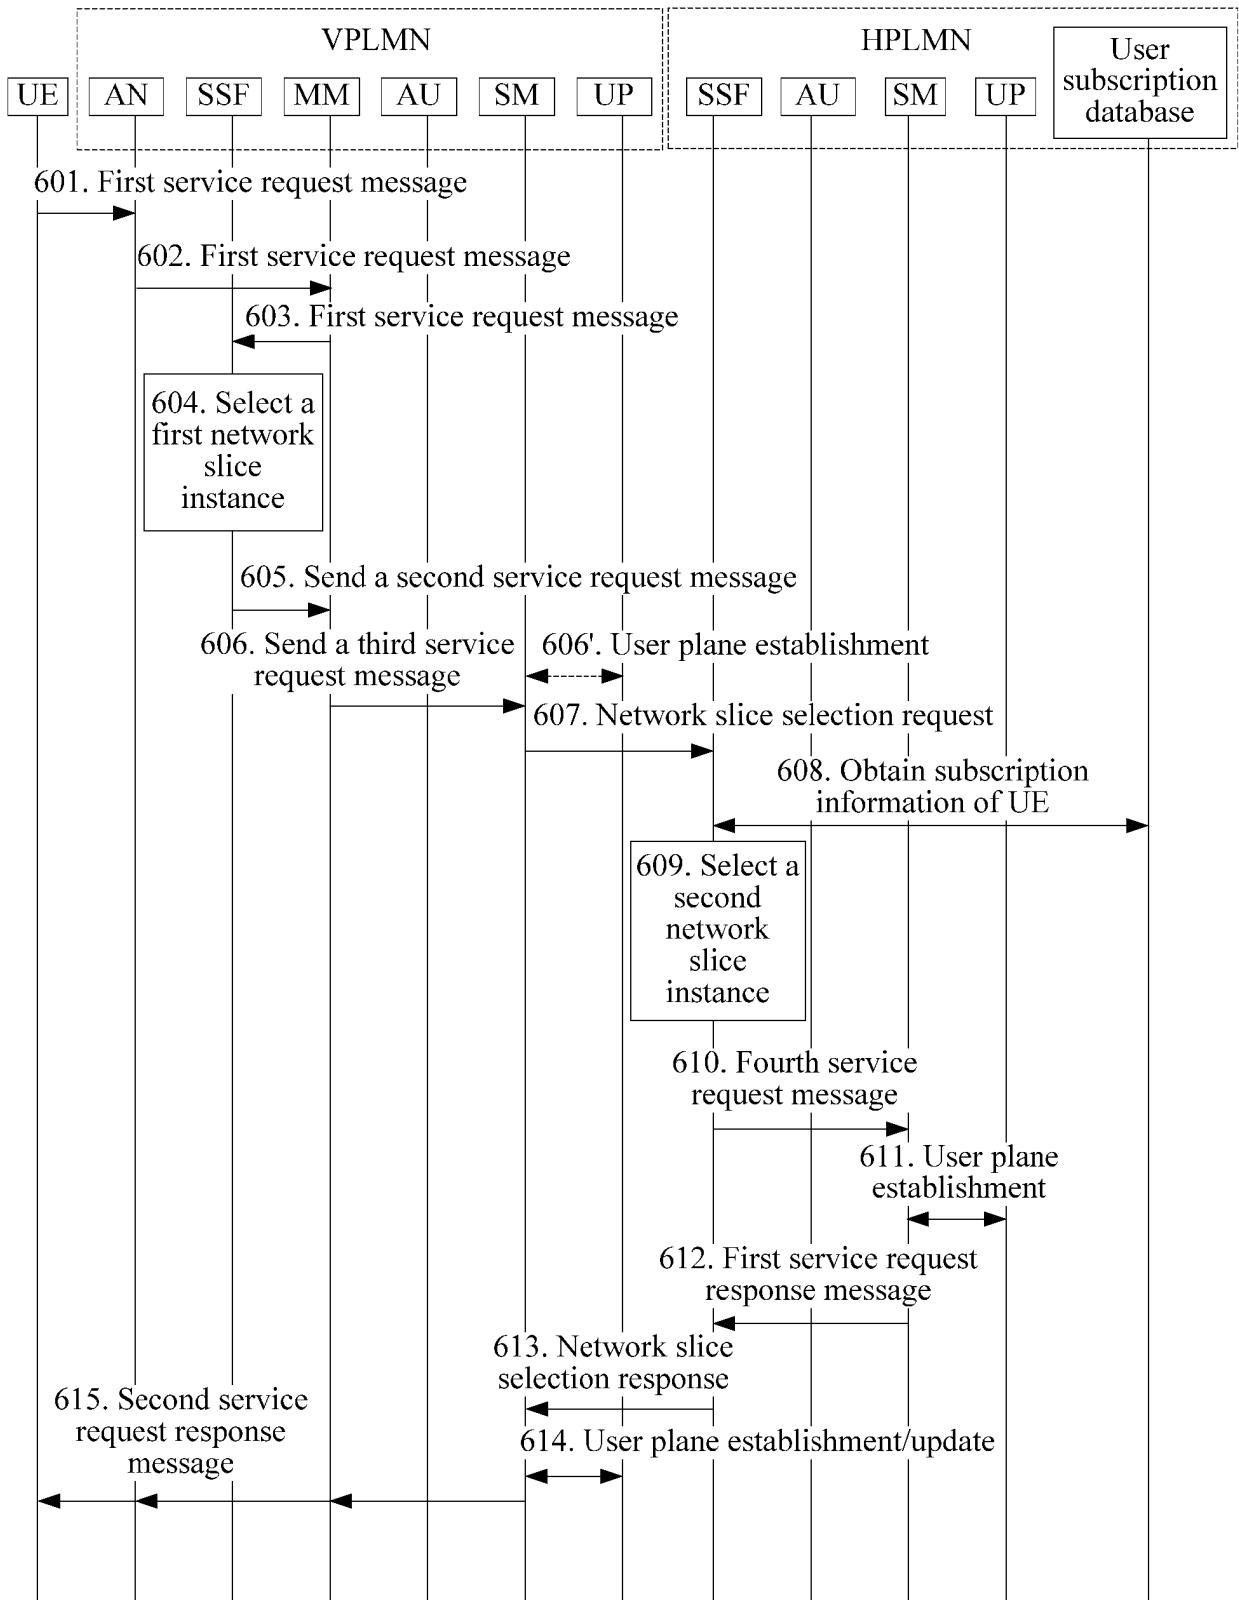 VPLMN
HPLMN
UE
AN
SSF
MM
AU
SM
UP
SSF
AU
SM
UP
User
subscription
database
601. First service request message
602. First service request message
603. First service request message
604. Select a
first network
slice
instance
605. Send a second service request message
606. Send a third service
request message
606'. User plane establishment
607. Network slice selection request
608. Obtain subscription
information of UE
609. Select a
second
network
slice
instance
610. Fourth service
request message
611. User plane
establishment
612. First service request
response message
613. Network slice
selection response
615. Second service
request response
message
614. User plane establishment/update